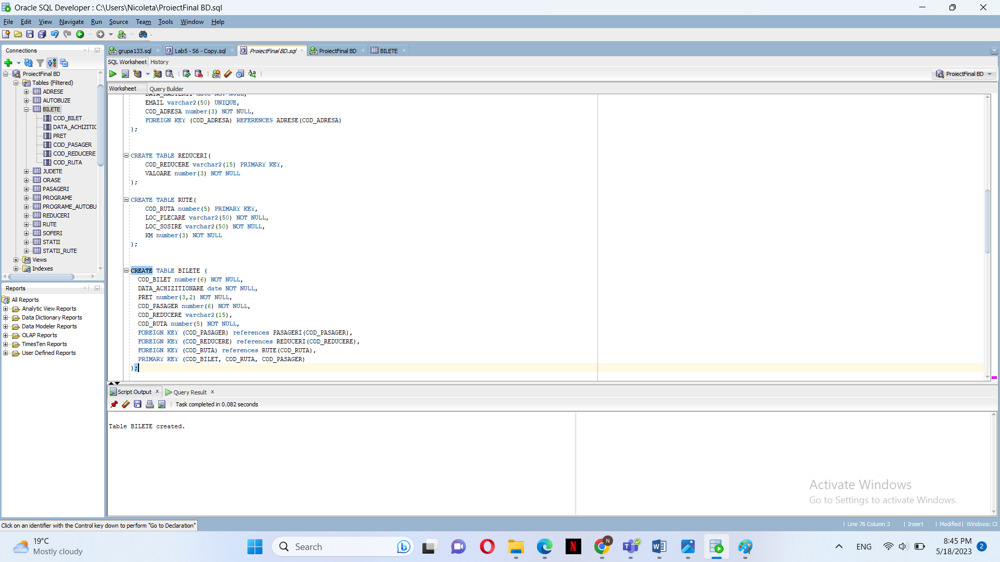 Oracle SQL Developer : C:\Users\Nicoleta\ProiectFinal BD.sql
File Edit View Navigate Run Source Team Tools Window Help
Connections
ProiectFinal BD
Tables (Filtered)
ADRESE
AUTOBUZE
BILETE
COD_BILET
DATA_ACHIZITIC
PRET
COD_PASAGER
COD_REDUCERE
COD_RUTA
JUDETE
ORASE
PASAGERI
PROGRAME
PROGRAME_AUTOBU
REDUCERI
RUTE
SOFERI
STATII
STATII_RUTE
Views
Indexes
Reports
All Reports
Analytic View Reports
Data Dictionary Reports
Data Modeler Reports
OLAP Reports
TimesTen Reports
User Defined Reports
grupa133.sql Lab5 - S6 - Copy.sql ProiectFinal BD.sql ProiectFinal BD BILETE
SQL Worksheet History
ProiectFinal BD
Worksheet Query Builder
DATA_NASTERII date NOT NULL,
EMAIL varchar2(50) UNIQUE,
COD_ADRESA number(3) NOT NULL,
FOREIGN KEY (COD_ADRESA) REFERENCES ADRESE(COD_ADRESA)
);
CREATE TABLE REDUCERI(
COD_REDUCERE varchar2(15) PRIMARY KEY,
VALOARE number(3) NOT NULL
);
CREATE TABLE RUTE(
COD_RUTA number(5) PRIMARY KEY,
LOC_PLECARE varchar2(50) NOT NULL,
LOC_SOSIRE varchar2(50) NOT NULL,
KM number(3) NOT NULL
);
CREATE TABLE BILETE (
COD_BILET number(6) NOT NULL,
DATA_ACHIZITIONARE date NOT NULL,
PRET number(3,2) NOT NULL,
COD_PASAGER number(6) NOT NULL,
COD_REDUCERE varchar2(15),
COD_RUTA number(5) NOT NULL,
FOREIGN KEY (COD_PASAGER) references PASAGERI(COD_PASAGER),
FOREIGN KEY (COD_REDUCERE) references REDUCERI(COD_REDUCERE),
FOREIGN KEY (COD_RUTA) references RUTE(COD_RUTA),
PRIMARY KEY (COD_BILET, COD_RUTA, COD_PASAGER)
);
Script Output Query Result
Task completed in 0.082 seconds
Table BILETE created.
Activate Windows
Go to Settings to activate Windows.
Click on an identifier with the Control key down to perform "Go to Declaration"
Line 76 Column 3 Insert Modified Windows: CF
19°C
Mostly cloudy
Search
ENG
8:45 PM
5/18/2023
2